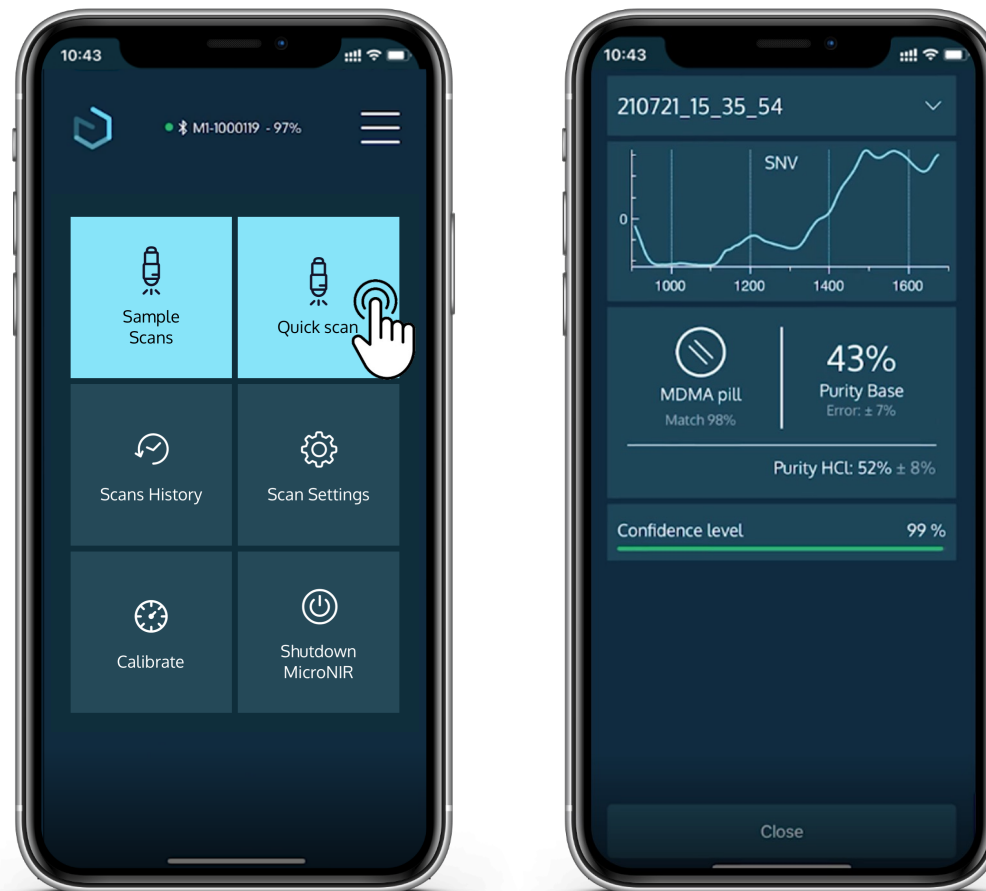 10:43
M1-1000119 - 97%
Sample
Scans
Quick scan
Scans History
Scan Settings
Calibrate
Shutdown
MicroNIR
10:43
210721_15_35_54
SNV
0
1000 1200 1400 1600
MDMA pill
Match 98%
43%
Purity Base
Error: ± 7%
Purity HCl: 52% ± 8%
Confidence level 99 %
Close